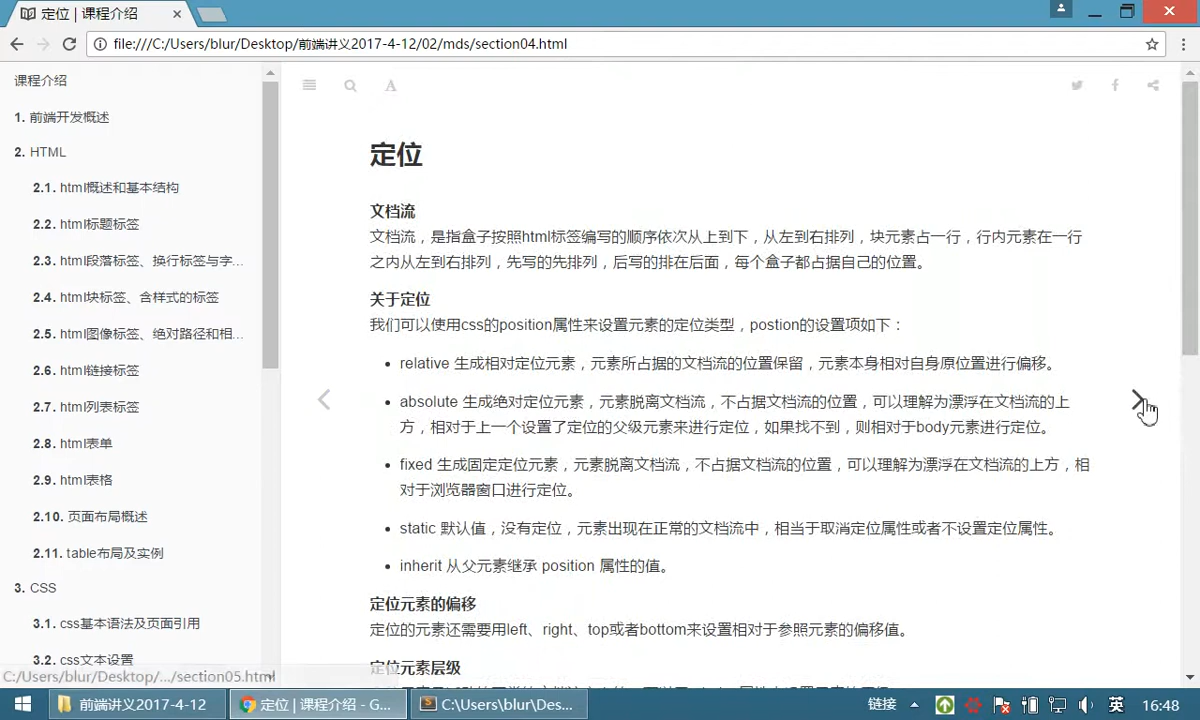 定位 | 课程介绍
file:///C:/Users/blur/Desktop/前端讲义2017-4-12/02/mds/section04.html
课程介绍
1. 前端开发概述
2. HTML
2.1. html概述和基本结构
2.2. html标题标签
2.3. html段落标签、换行标签与字...
2.4. html块标签、含样式的标签
2.5. html图像标签、绝对路径和相...
2.6. html链接标签
2.7. html列表标签
2.8. html表单
2.9. html表格
2.10. 页面布局概述
2.11. table布局及实例
3. CSS
3.1. css基本语法及页面引用
3.2. css文本设置
C:/Users/blur/Desktop/.../section05.html
A
定位
文档流
文档流，是指盒子按照html标签编写的顺序依次从上到下，从左到右排列，块元素占一行，行内元素在一行
之内从左到右排列，先写的先排列，后写的排在后面，每个盒子都占据自己的位置。
关于定位
我们可以使用css的position属性来设置元素的定位类型，postion的设置项如下：
• relative 生成相对定位元素，元素所占据的文档流的位置保留，元素本身相对自身原位置进行偏移。
• absolute 生成绝对定位元素，元素脱离文档流，不占据文档流的位置，可以理解为漂浮在文档流的上
方，相对于上一个设置了定位的父级元素来进行定位，如果找不到，则相对于body元素进行定位。
• fixed 生成固定定位元素，元素脱离文档流，不占据文档流的位置，可以理解为漂浮在文档流的上方，相
对于浏览器窗口进行定位。
• static 默认值，没有定位，元素出现在正常的文档流中，相当于取消定位属性或者不设置定位属性。
• inherit 从父元素继承 position 属性的值。
定位元素的偏移
定位的元素还需要用left、right、top或者bottom来设置相对于参照元素的偏移值。
定位元素层级
前端讲义2017-4-12
定位 | 课程介绍 - G...
C:\Users\blur\Des...
链接
英
16:48